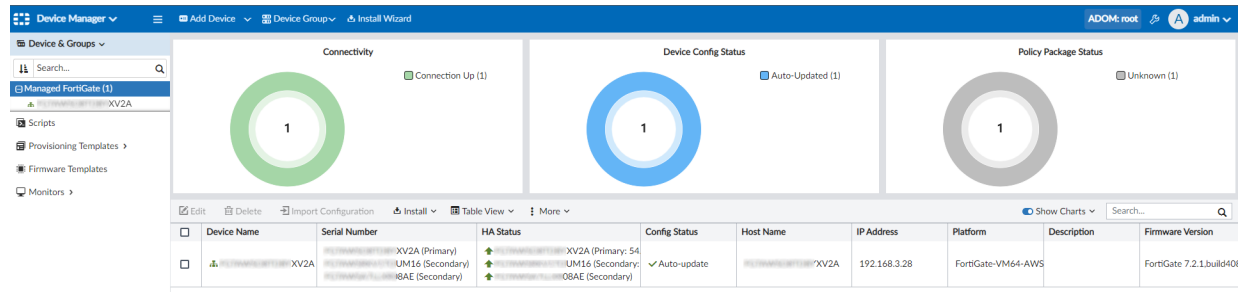 Device Manager
Add Device
Device Group
Install Wizard
ADOM: root
A
admin
Device & Groups
Search...
Managed FortiGate (1)
XV2A
Scripts
Provisioning Templates
Firmware Templates
Monitors
Connectivity
Connection Up (1)
1
Device Config Status
Auto-Updated (1)
1
Policy Package Status
Unknown (1)
1
Edit
Delete
Import Configuration
Install
Table View
More
Show Charts
Search...
Device Name Serial Number HA Status Config Status Host Name IP Address Platform Description Firmware Version
XV2A (Primary) XV2A (Primary: 54
XV2A UM16 (Secondary) UM16 (Secondary: Auto-update XV2A 192.168.3.28 FortiGate-VM64-AWS FortiGate 7.2.1,build408
08AE (Secondary) 08AE (Secondary)